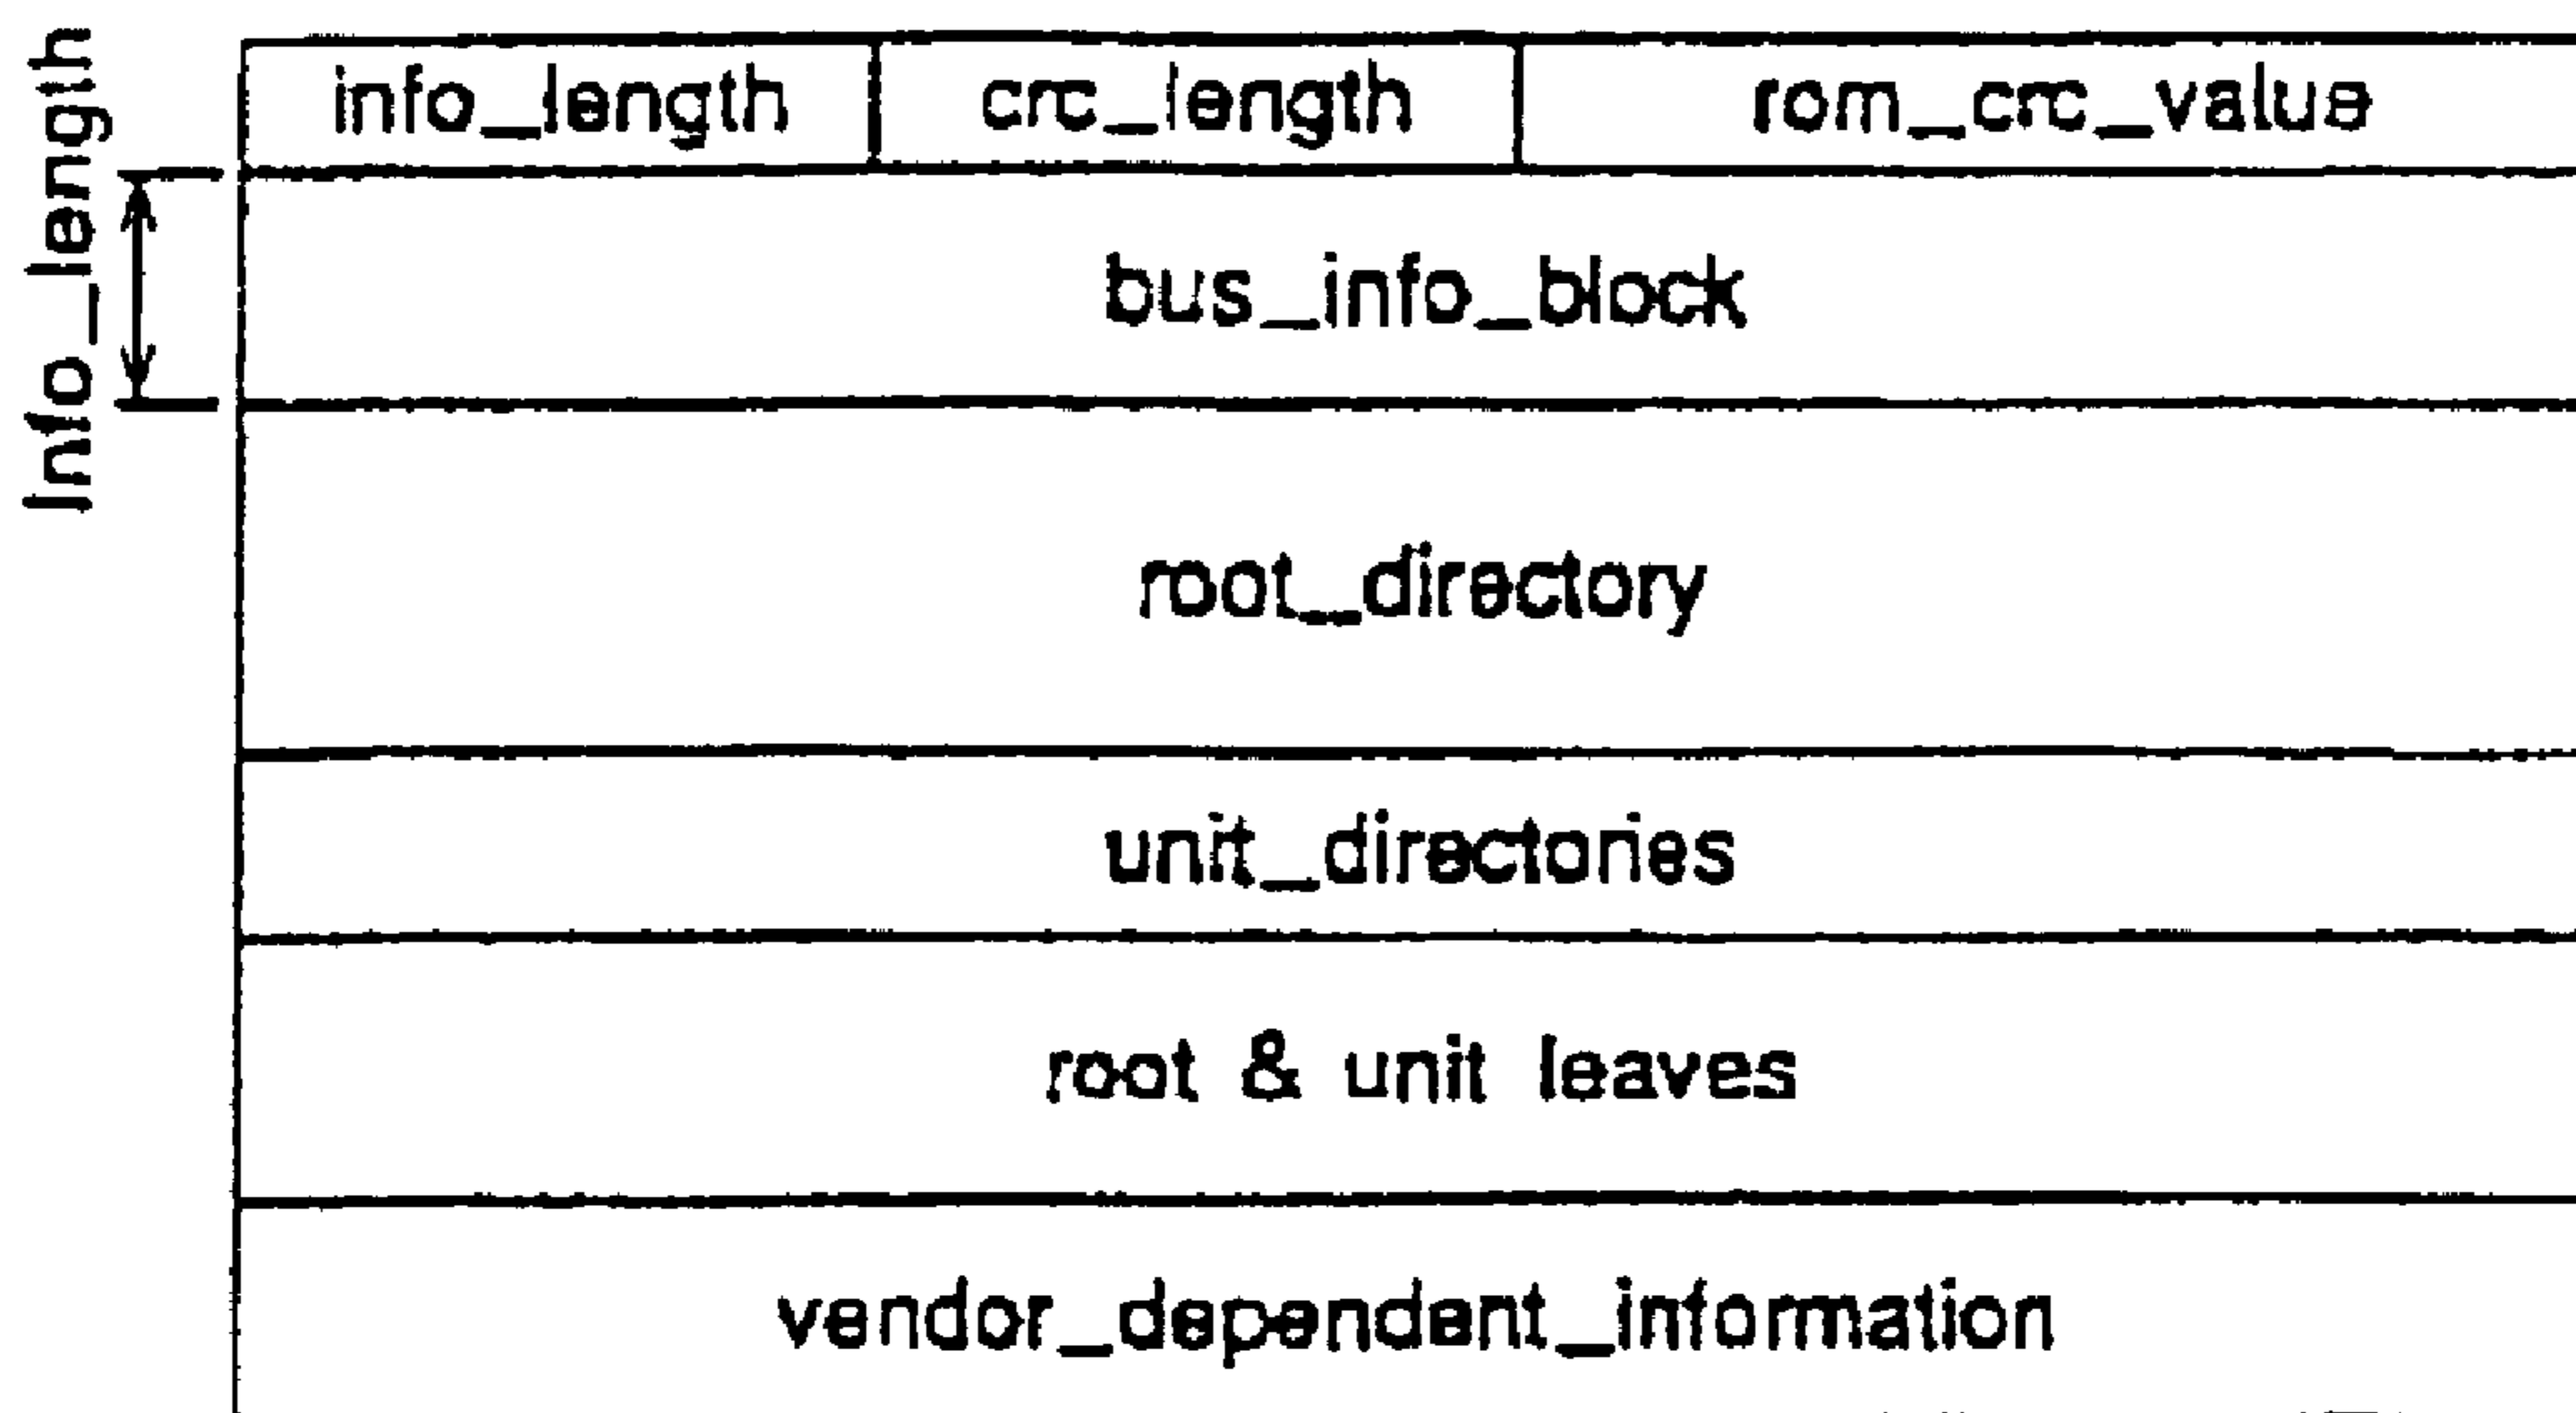 info_length crc_length rom_crc_value
info_length
bus_info_block
root_directory
unit_directories
root & unit leaves
vendor_dependent_information